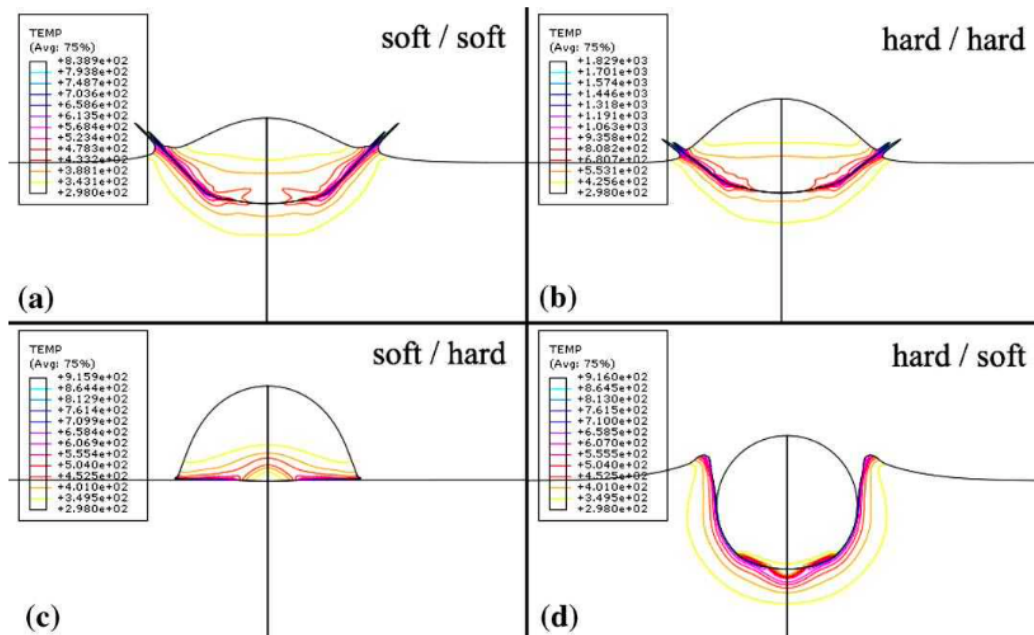 TEMP
(Avg: 75%)
+8.389e+02
+7.938e+02
+7.487e+02
+7.036e+02
+6.586e+02
+6.135e+02
+5.684e+02
+5.234e+02
+4.783e+02
+4.332e+02
+3.881e+02
+3.431e+02
+2.980e+02
soft / soft
(a)
TEMP
(Avg: 75%)
+1.829e+03
+1.701e+03
+1.574e+03
+1.446e+03
+1.318e+03
+1.191e+03
+1.063e+03
+9.358e+02
+8.082e+02
+6.807e+02
+5.531e+02
+4.256e+02
+2.980e+02
hard / hard
(b)
TEMP
(Avg: 75%)
+9.159e+02
+8.644e+02
+8.129e+02
+7.614e+02
+7.099e+02
+6.584e+02
+6.069e+02
+5.554e+02
+5.040e+02
+4.525e+02
+4.010e+02
+3.495e+02
+2.980e+02
soft / hard
(c)
TEMP
(Avg: 75%)
+9.160e+02
+8.645e+02
+8.130e+02
+7.615e+02
+7.100e+02
+6.585e+02
+6.070e+02
+5.555e+02
+5.040e+02
+4.525e+02
+4.010e+02
+3.495e+02
+2.980e+02
hard / soft
(d)